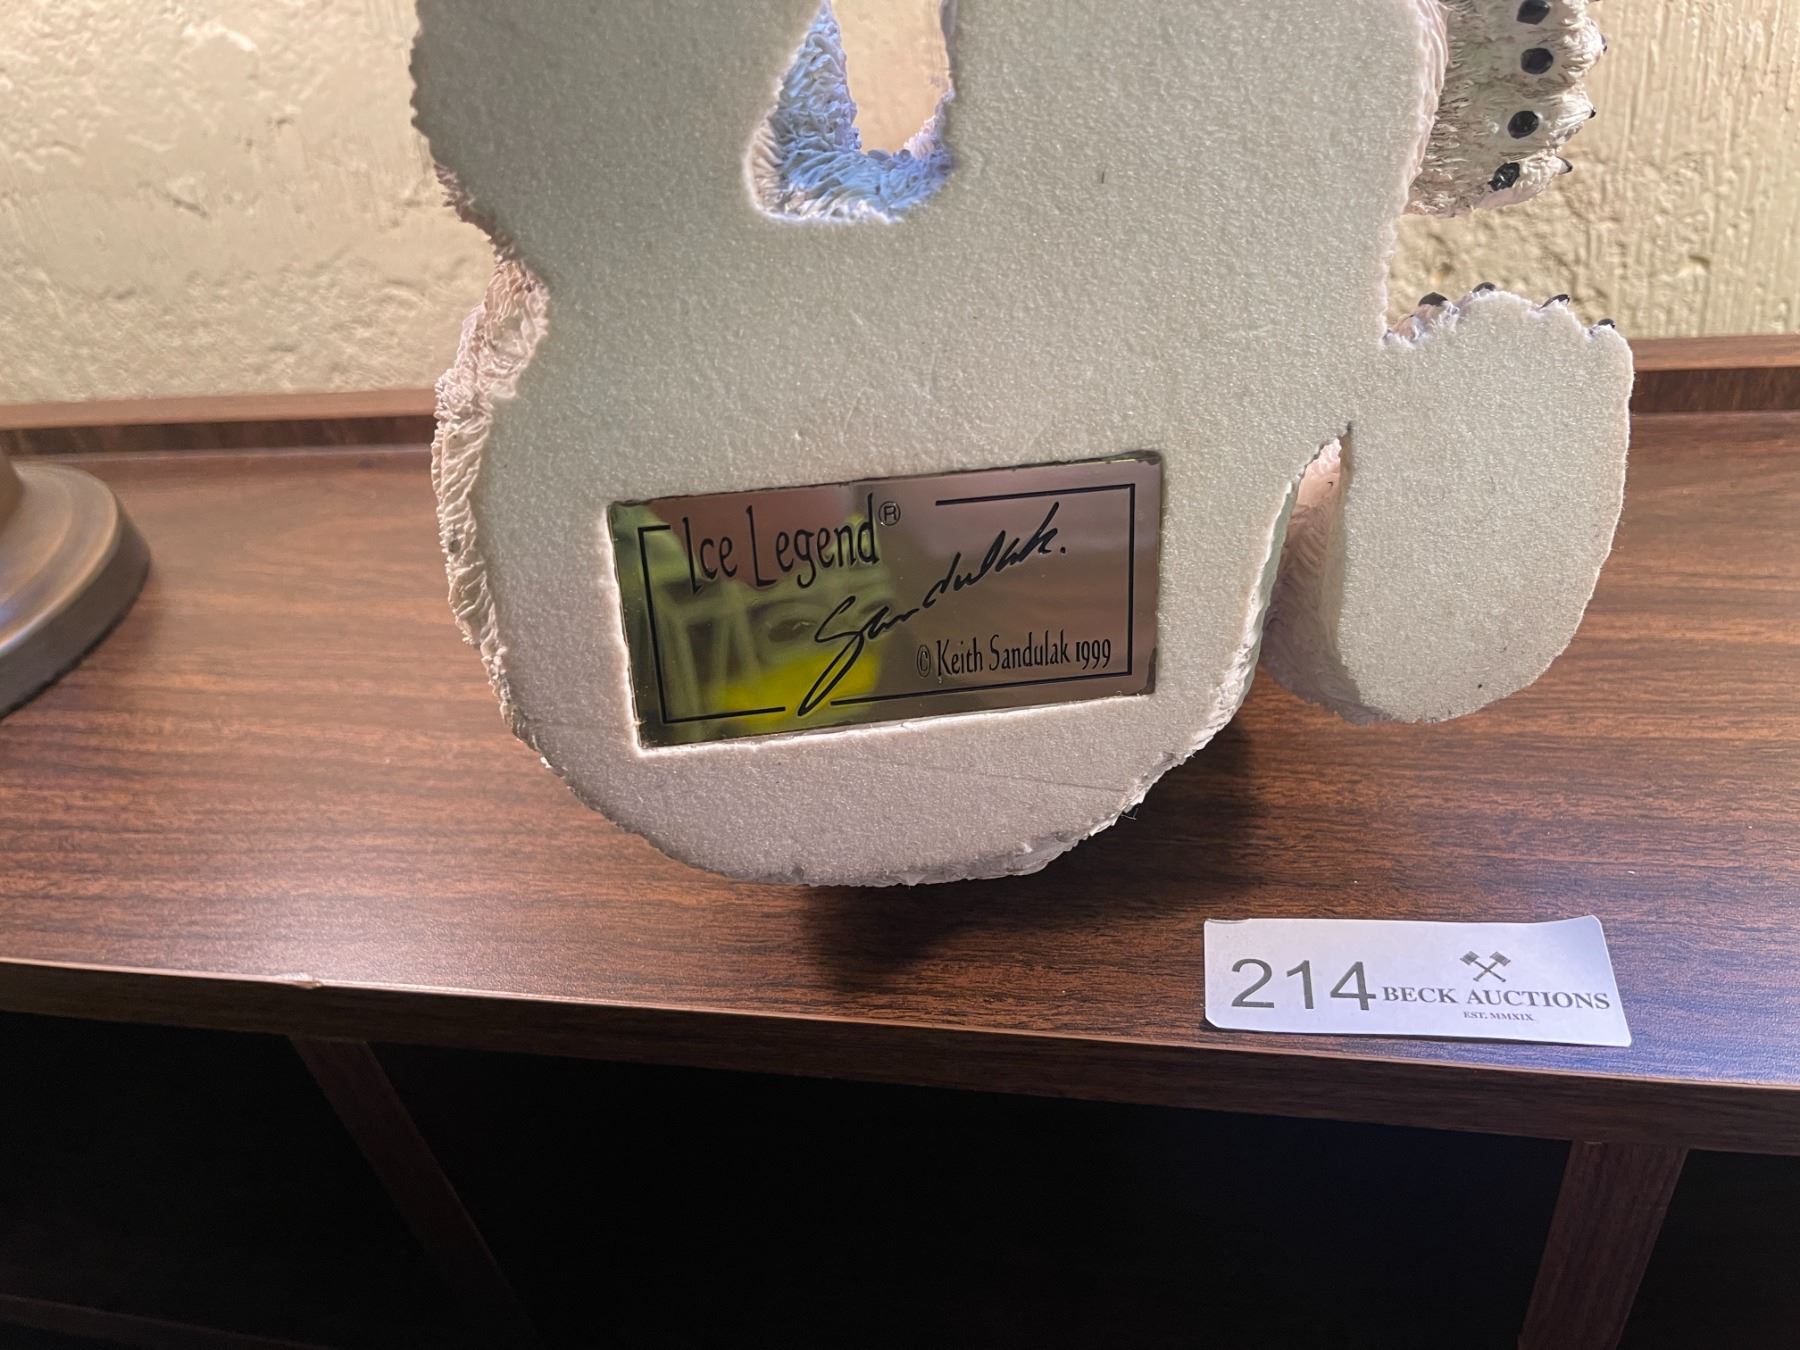 Ice Legend®
Sandulak.
© Keith Sandulak 1999
214 BECK AUCTIONS
EST. MMXIX